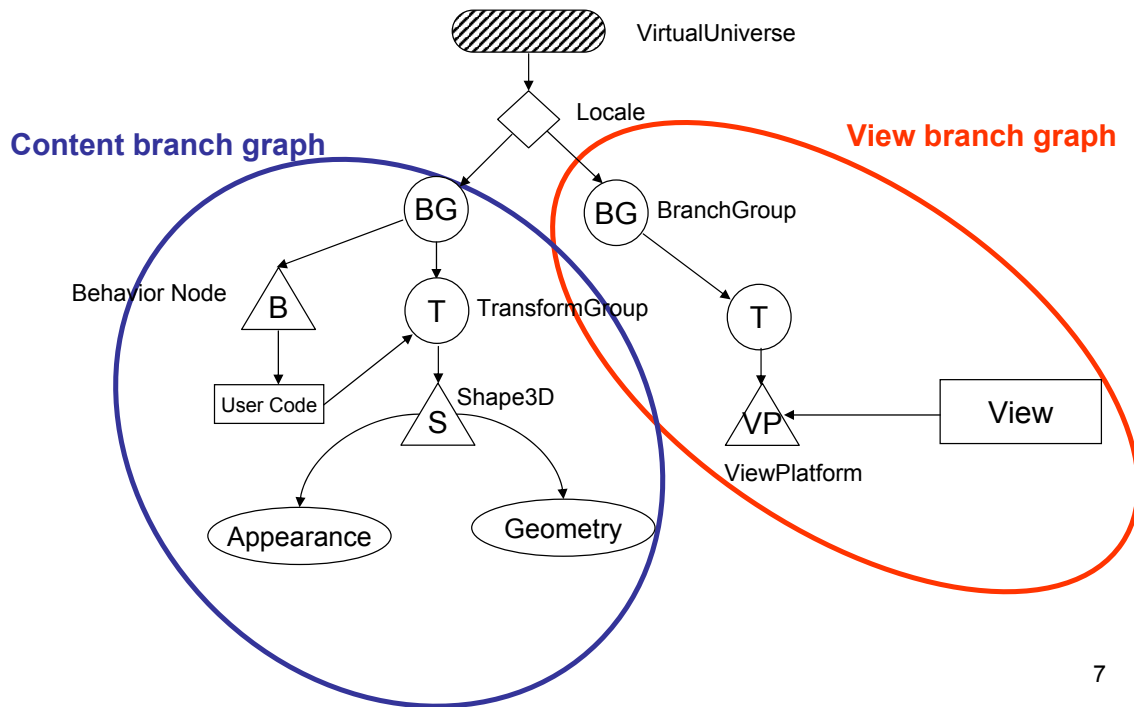 VirtualUniverse
Locale
Content branch graph
View branch graph
BG
BG
BranchGroup
Behavior Node
B
T
TransformGroup
T
User Code
Shape3D
S
VP
View
ViewPlatform
Appearance
Geometry
7